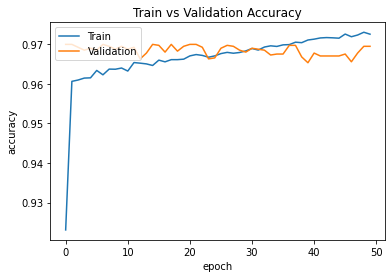 Train vs Validation Accuracy
Train
Validation
0.97
0.96
0.95
0.94
0.93
accuracy
0
10
20
30
40
50
epoch